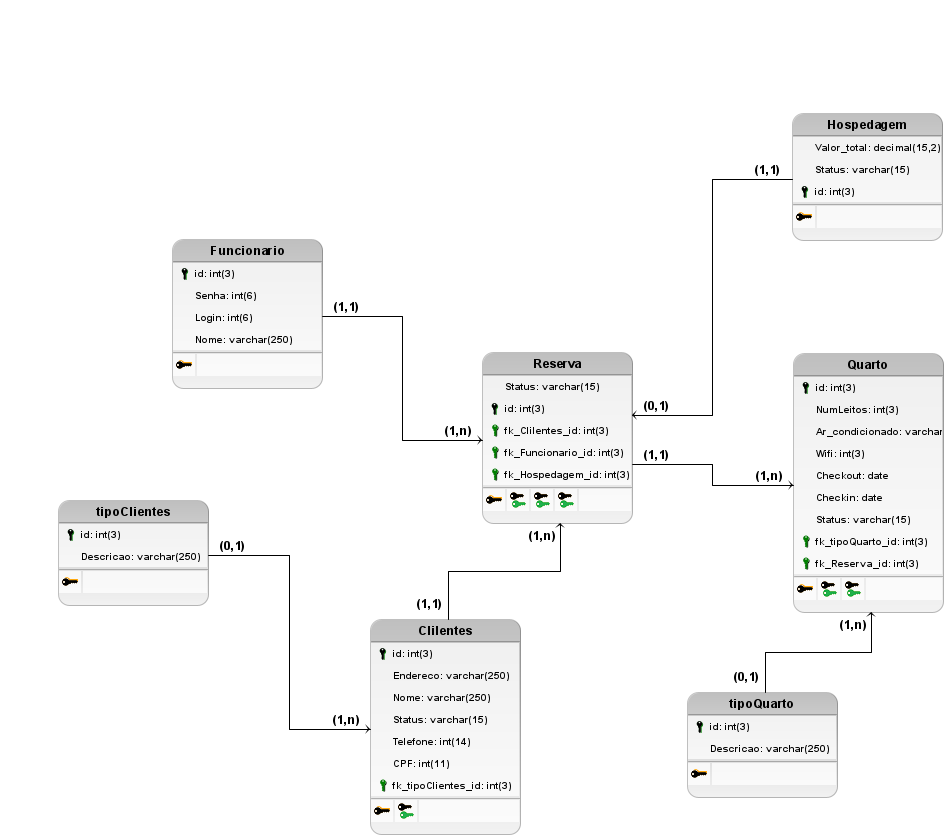 Hospedagem
Valor_total: decimal(15,2)
Status: varchar(15)
id: int(3)
(1,1)
Funcionario
id: int(3)
Senha: int(6)
Login: int(6)
Nome: varchar(250)
(1,1)
(1,n)
Reserva
Status: varchar(15)
id: int(3)
fk_Clilentes_id: int(3)
fk_Funcionario_id: int(3)
fk_Hospedagem_id: int(3)
(0,1)
(1,1)
(1,n)
(1,n)
Quarto
id: int(3)
NumLeitos: int(3)
Ar_condicionado: varchar
Wifi: int(3)
Checkout: date
Checkin: date
Status: varchar(15)
fk_tipoQuarto_id: int(3)
fk_Reserva_id: int(3)
(1,n)
tipoClientes
id: int(3)
Descricao: varchar(250)
(0,1)
(1,n)
(1,1)
Clilentes
id: int(3)
Endereco: varchar(250)
Nome: varchar(250)
Status: varchar(15)
Telefone: int(14)
CPF: int(11)
fk_tipoClientes_id: int(3)
(0,1)
tipoQuarto
id: int(3)
Descricao: varchar(250)